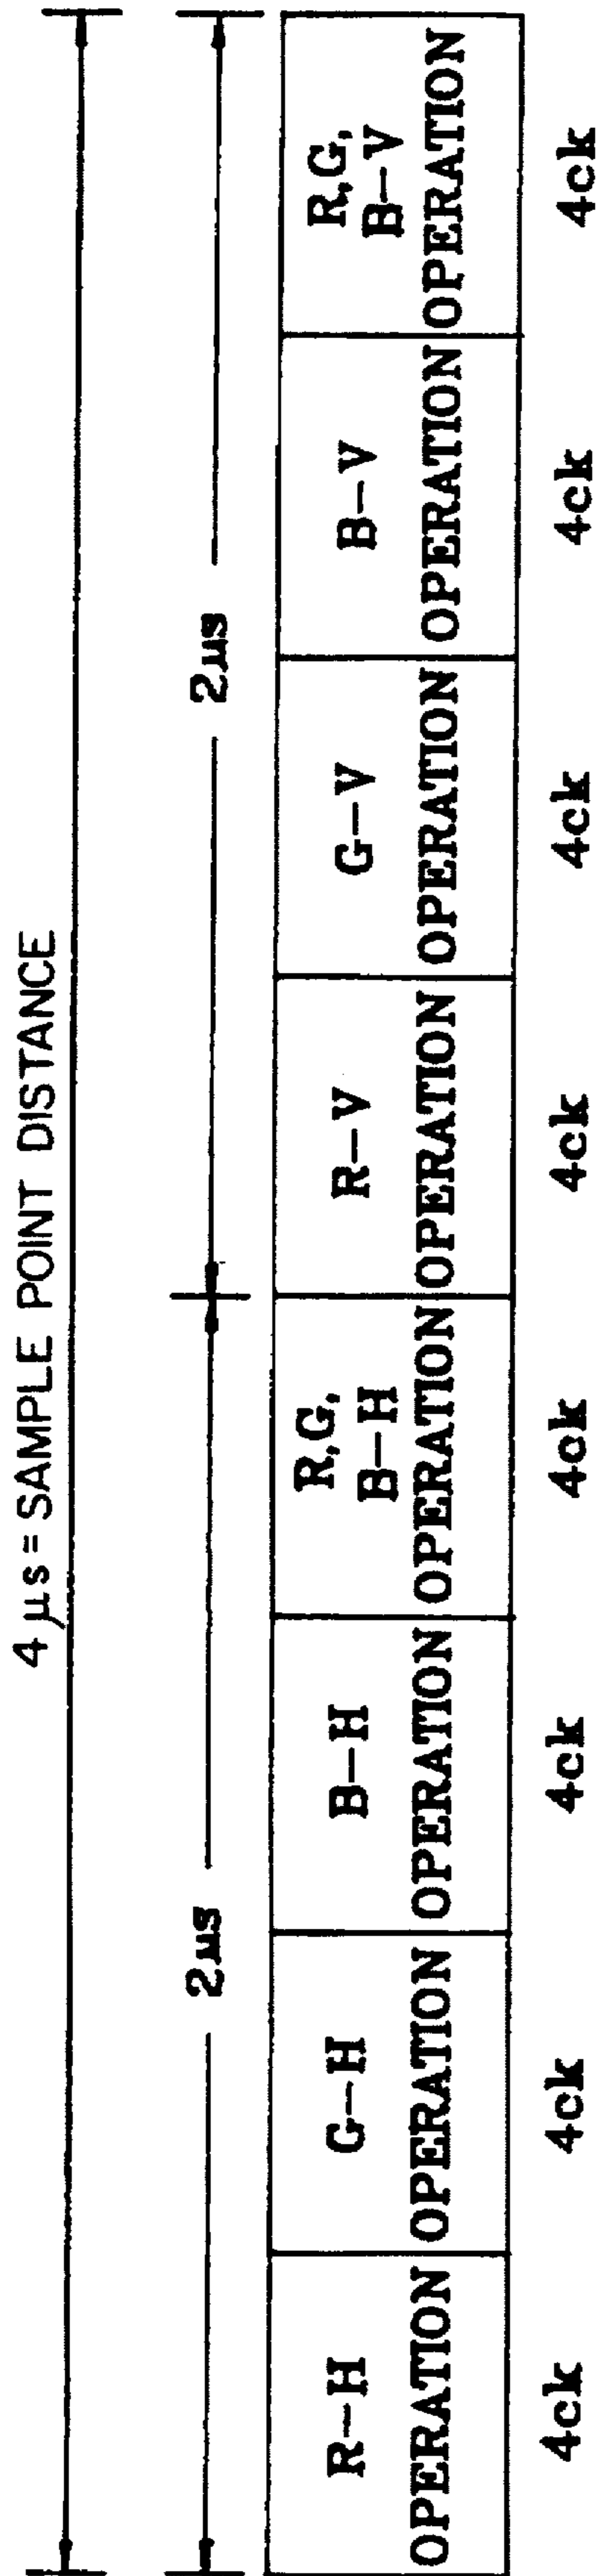 4 µs = SAMPLE POINT DISTANCE
2µs
2µs
R-H
OPERATION
G-H
OPERATION
B-H
OPERATION
R,G,
B-H
OPERATION
R-V
OPERATION
G-V
OPERATION
B-V
OPERATION
R,G,
B-V
OPERATION
4ck
4ck
4ck
4ck
4ck
4ck
4ck
4ck